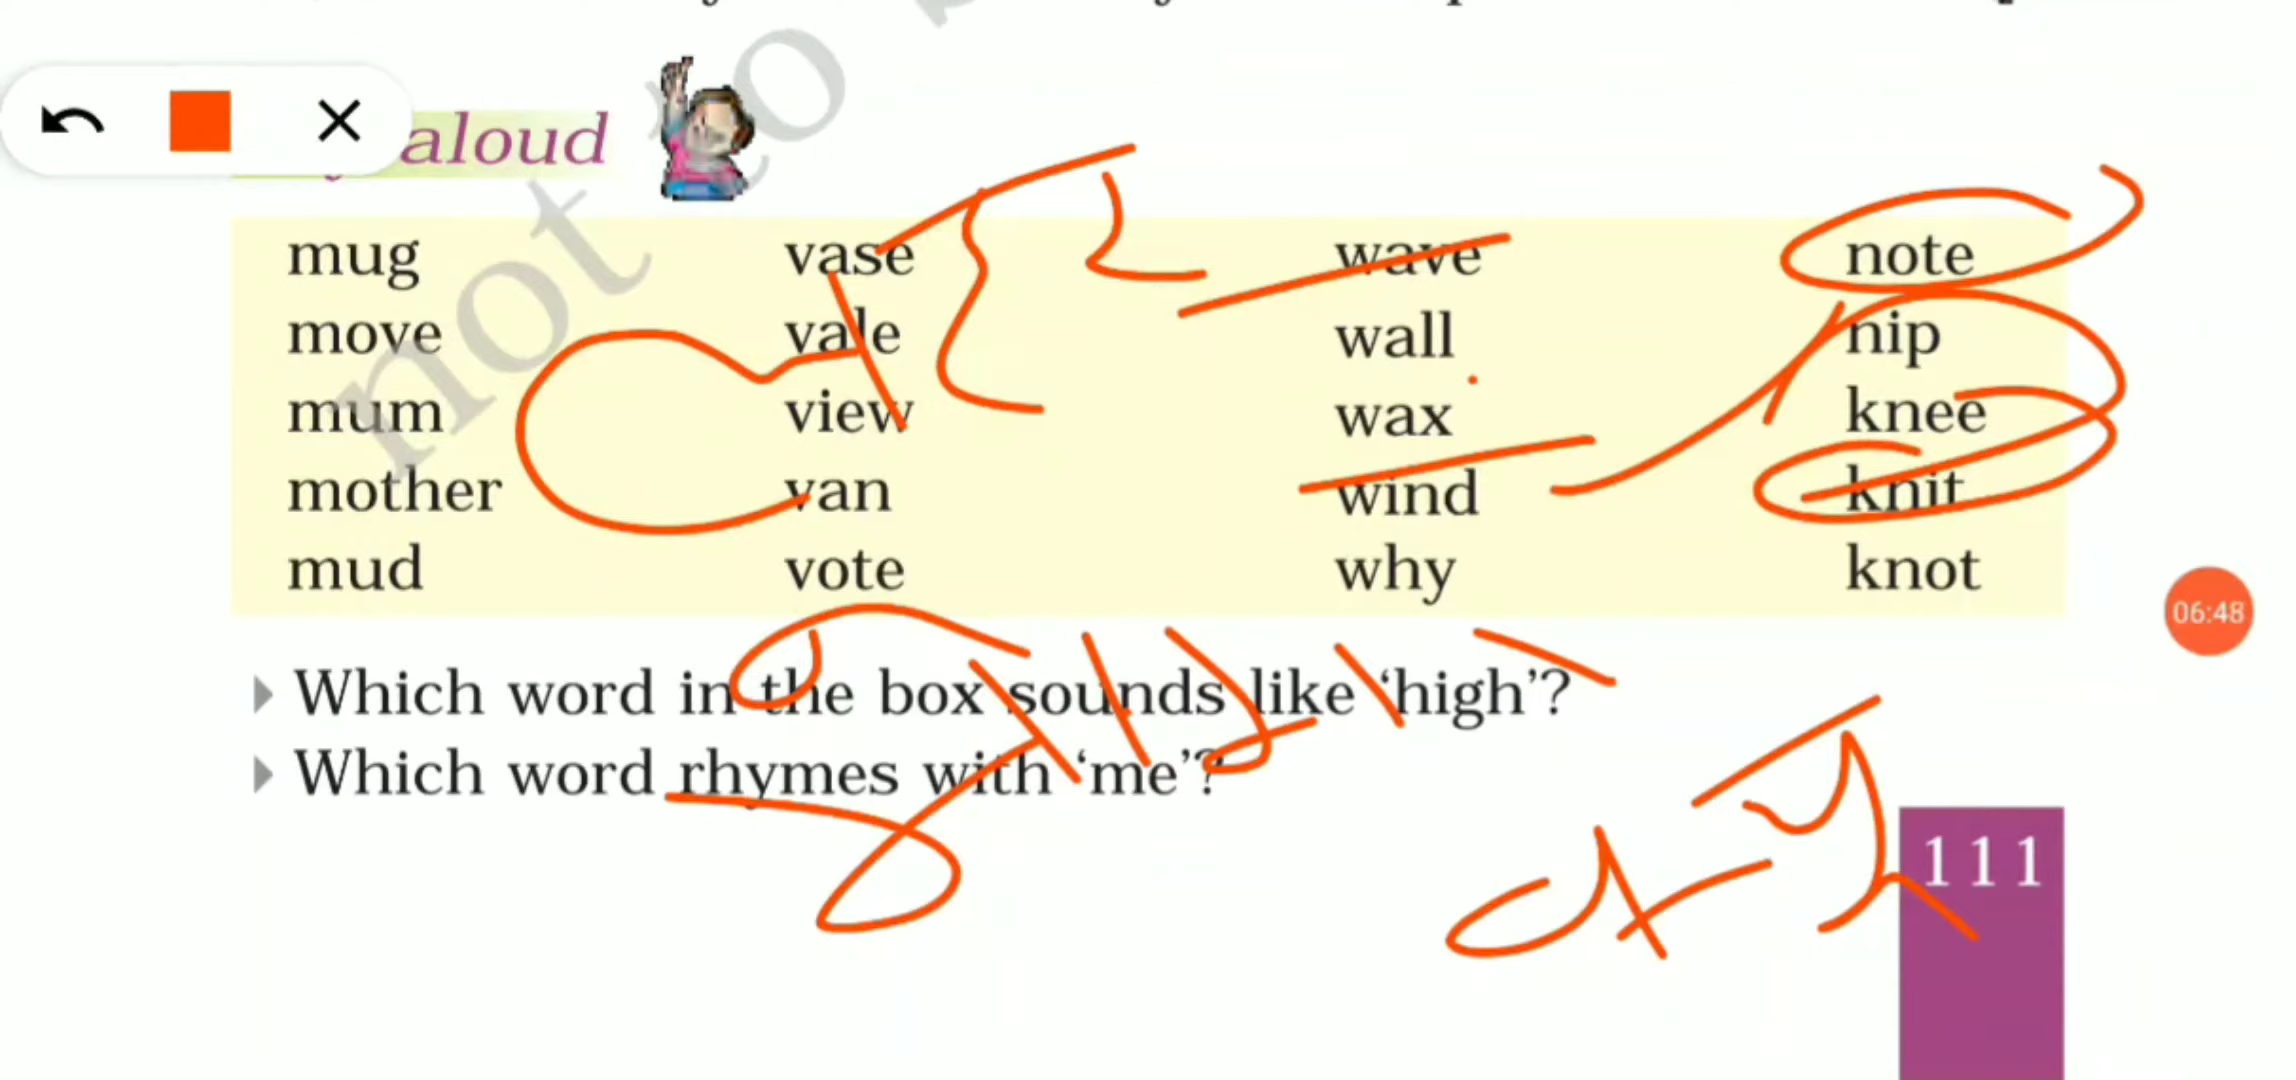 aloud
not to
mug vase wave note
move vale wall nip
mum view wax knee
mother van wind knit
mud vote why knot
06:48
Which word in the box sounds like ‘high’?
Which word rhymes with ‘me’?
111